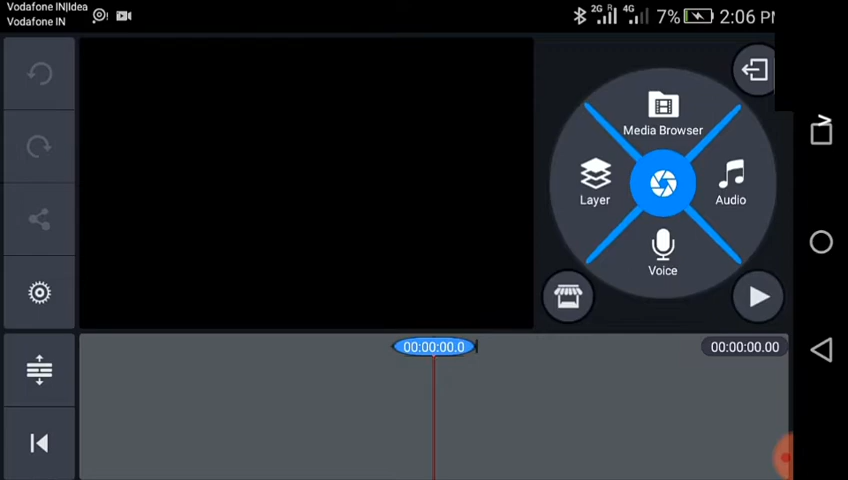 Vodafone IN|Idea
Vodafone IN
2G R 4G 7% 2:06 PM
Media Browser
Layer
Audio
Voice
00:00:00.0
00:00:00.00